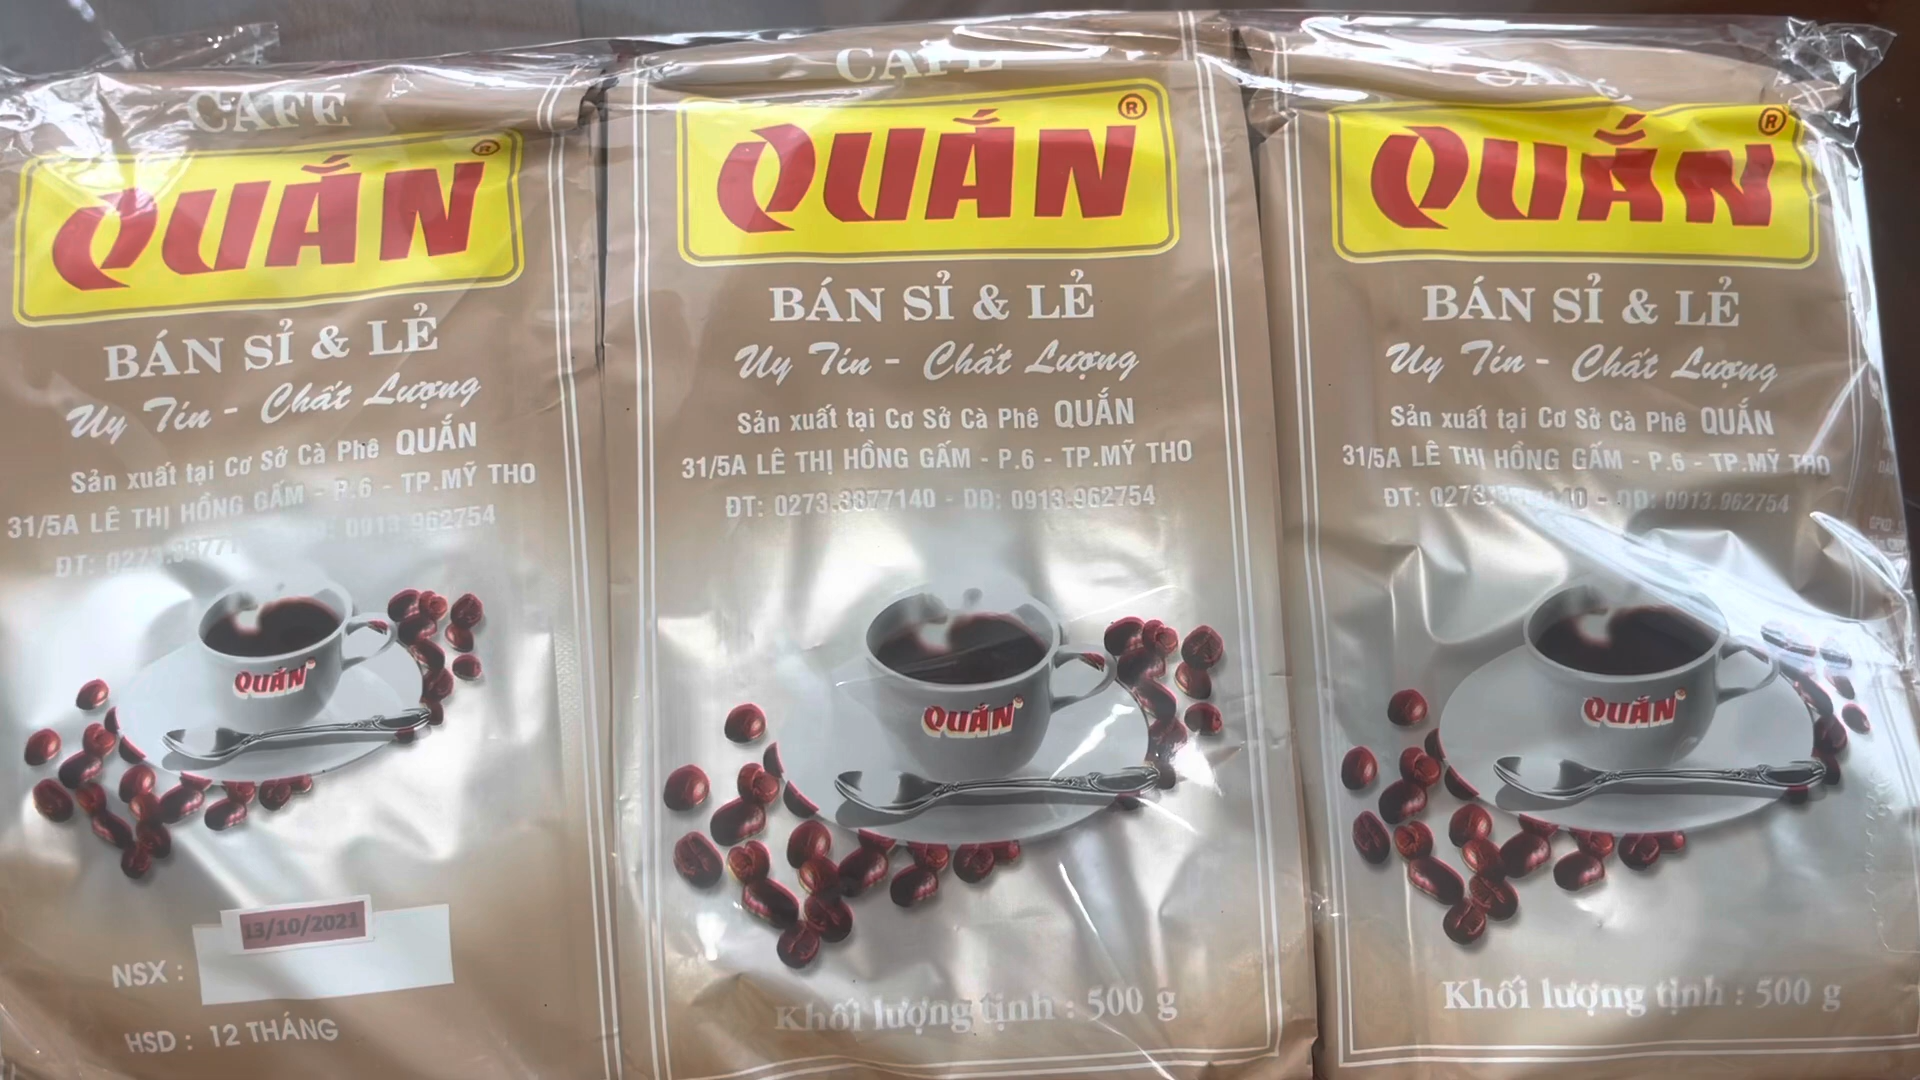 CAFÉ
QUẮN ®
BÁN SỈ & LẺ
Uy Tín - Chất Lượng
Sản xuất tại Cơ Sở Cà Phê QUẮN
31/5A LÊ THỊ HỒNG GẤM - P.6 - TP.MỸ THO
ĐT: 0913.962754
QUẮN
13/10/2021
NSX :
HSD : 12 THÁNG
CAFÉ
QUẮN ®
BÁN SỈ & LẺ
Uy Tín - Chất Lượng
Sản xuất tại Cơ Sở Cà Phê QUẮN
31/5A LÊ THỊ HỒNG GẤM - P.6 - TP.MỸ THO
ĐT: 0273.3877140 - DĐ: 0913.962754
QUẮN
Khối lượng tịnh : 500 g
QUẮN ®
BÁN SỈ & LẺ
Uy Tín - Chất Lượng
Sản xuất tại Cơ Sở Cà Phê QUẮN
31/5A LÊ THỊ HỒNG GẤM - P.6 - TP.MỸ THO
ĐT: - DĐ: 0913.962754
QUẮN
Khối lượng tịnh : 500 g